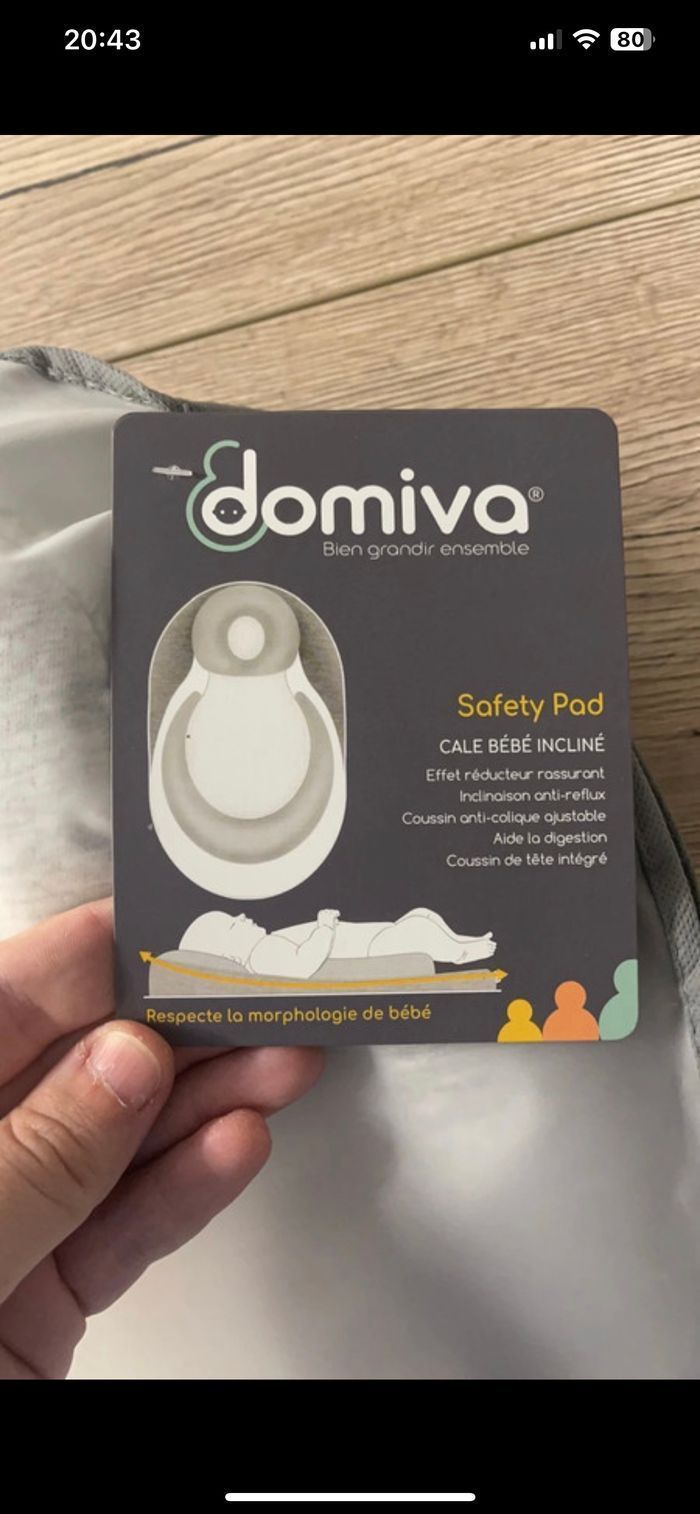 20:43
80
domiva®
Bien grandir ensemble
Safety Pad
CALE BÉBÉ INCLINÉ
Effet réducteur rassurant
Inclinaison anti-reflux
Coussin anti-colique ajustable
Aide la digestion
Coussin de tête intégré
Respecte la morphologie de bébé